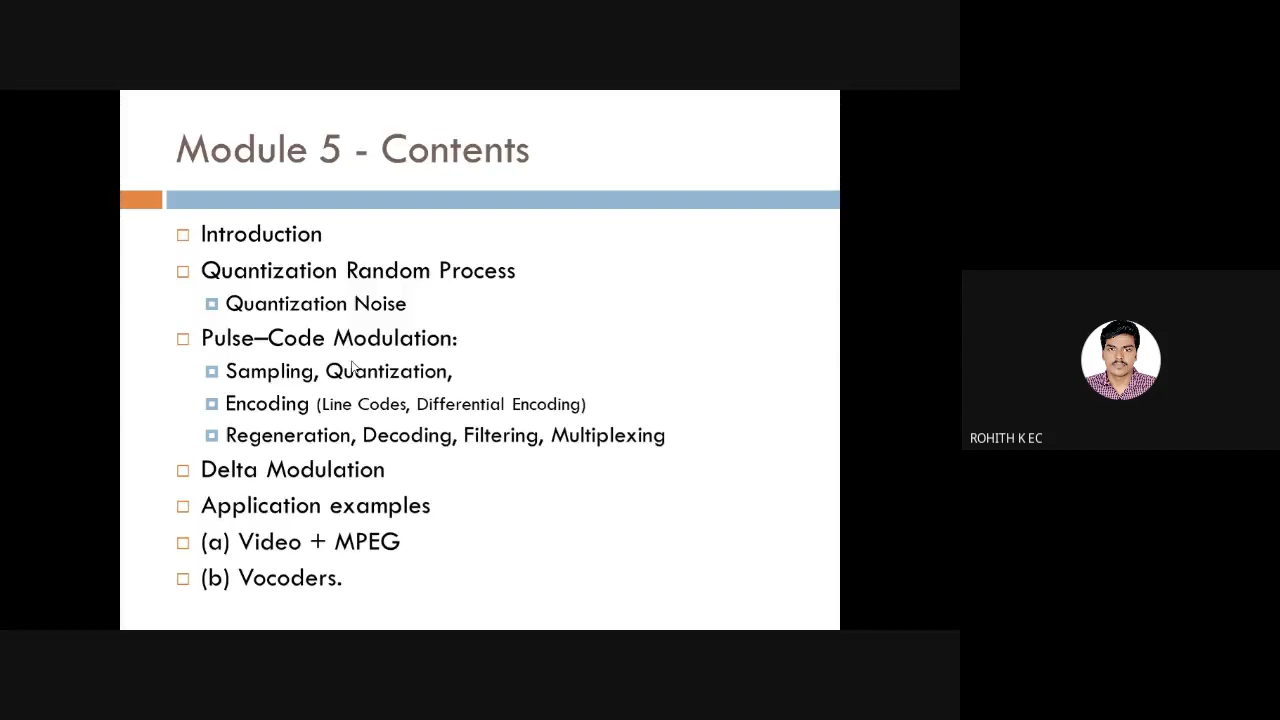 Module 5 - Contents
Introduction
Quantization Random Process
Quantization Noise
Pulse–Code Modulation:
Sampling, Quantization,
Encoding (Line Codes, Differential Encoding)
Regeneration, Decoding, Filtering, Multiplexing
Delta Modulation
Application examples
(a) Video + MPEG
(b) Vocoders.
ROHITH K EC